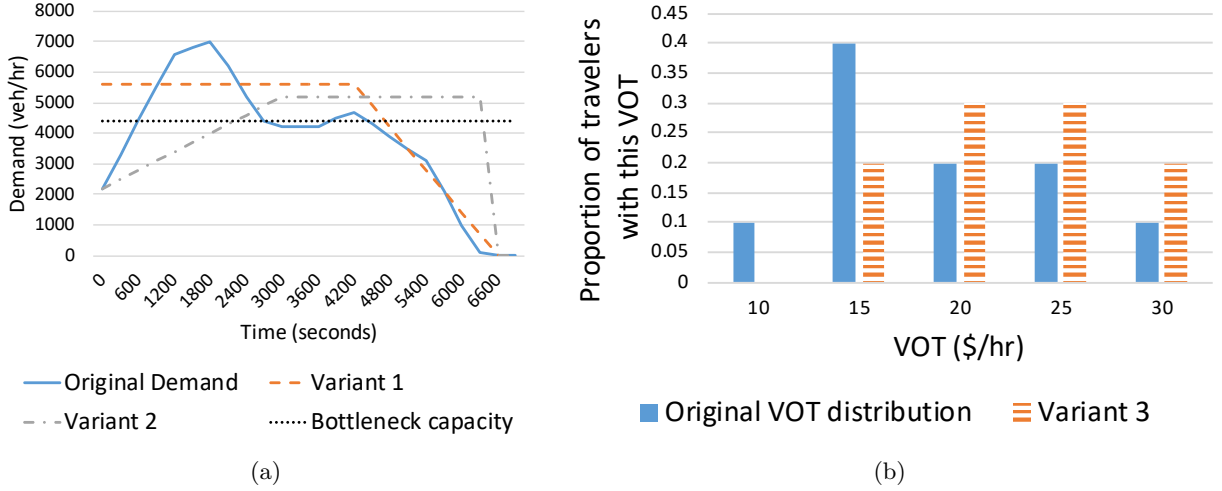 8000
7000
6000
5000
4000
3000
2000
1000
0
Demand (veh/hr)
0
600
1200
1800
2400
3000
3600
4200
4800
5400
6000
6600
Time (seconds)
Original Demand
Variant 1
Variant 2
Bottleneck capacity
(a)
0.45
0.4
0.35
0.3
0.25
0.2
0.15
0.1
0.05
0
Proportion of travelers
with this VOT
10
15
20
25
30
VOT ($/hr)
Original VOT distribution
Variant 3
(b)